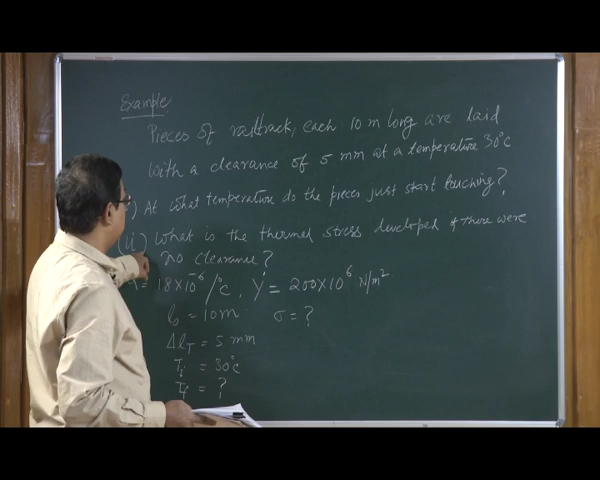 Example
Pieces of railtrack, each 10 m long are laid
with a clearance of 5 mm at a temperature 30°C
) At what temperature do the pieces just start touching?
(ii) What is the thermal stress developed if there were
no clearance?
= 18×10⁻⁶ /°C, Y = 200×10⁶ N/m²
l₀ = 10m σ = ?
Δl_T = 5 mm
T_i = 30°C
T_f = ?